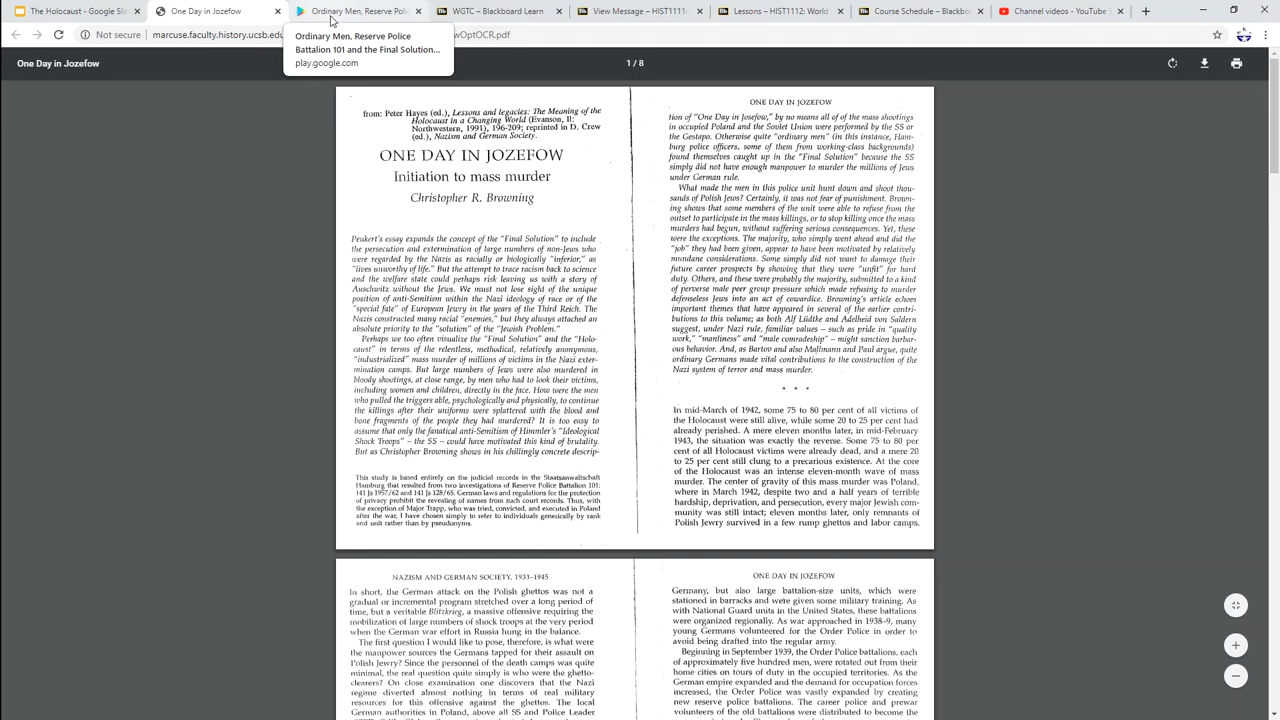 The Holocaust - Google Slides
One Day in Jozefow
Ordinary Men, Reserve Poli
WGTC – Blackboard Learn
View Message – HIST1111:
Lessons – HIST1112: World
Course Schedule – Blackbo
Channel videos - YouTube S
Not secure | marcuse.faculty.history.ucsb.edu
wOptOCR.pdf
Ordinary Men, Reserve Police
Battalion 101 and the Final Solution...
play.google.com
One Day in Jozefow
1 / 8
from: Peter Hayes (ed.), Lessons and legacies: The Meaning of the
Holocaust in a Changing World (Evanson, Il:
Northwestern, 1991), 196-209; reprinted in D. Crew
(ed.), Nazism and German Society.
ONE DAY IN JOZEFOW
Initiation to mass murder
Christopher R. Browning
Peukert's essay expands the concept of the "Final Solution" to include
the persecution and extermination of large numbers of non-Jews who
were regarded by the Nazis as racially or biologically "inferior," as
"lives unworthy of life." But the attempt to trace racism back to science
and the welfare state could perhaps risk leaving us with a story of
Auschwitz without the Jews. We must not lose sight of the unique
position of anti-Semitism within the Nazi ideology of race or of the
"special fate" of European Jewry in the years of the Third Reich. The
Nazis constructed many racial "enemies," but they always attached an
absolute priority to the "solution" of the "Jewish Problem."
Perhaps we too often visualize the "Final Solution" and the "Holo-
caust" in terms of the relentless, methodical, relatively anonymous,
"industrialized" mass murder of millions of victims in the Nazi exter-
mination camps. But large numbers of Jews were also murdered in
bloody shootings, at close range, by men who had to look their victims,
including women and children, directly in the face. How were the men
who pulled the triggers able, psychologically and physically, to continue
the killings after their uniforms were splattered with the blood and
bone fragments of the people they had murdered? It is too easy to
assume that only the fanatical anti-Semitism of Himmler's "Ideological
Shock Troops" – the SS – could have motivated this kind of brutality.
But as Christopher Browning shows in his chillingly concrete descrip-
This study is based entirely on the judicial records in the Staatsanwaltschaft
Hamburg that resulted from two investigations of Reserve Police Battalion 101:
141 Js 1957/62 and 141 Js 128/65. German laws and regulations for the protection
of privacy prohibit the revealing of names from such court records. Thus, with
the exception of Major Trapp, who was tried, convicted, and executed in Poland
after the war, I have chosen simply to refer to individuals generically by rank
and unit rather than by pseudonyms.
ONE DAY IN JOZEFOW
tion of "One Day in Josefow," by no means all of the mass shootings
in occupied Poland and the Soviet Union were performed by the SS or
the Gestapo. Otherwise quite "ordinary men" (in this instance, Ham-
burg police officers, some of them from working-class backgrounds)
found themselves caught up in the "Final Solution" because the SS
simply did not have enough manpower to murder the millions of Jews
under German rule.
What made the men in this police unit hunt down and shoot thou-
sands of Polish Jews? Certainly, it was not fear of punishment. Brown-
ing shows that some members of the unit were able to refuse from the
outset to participate in the mass killings, or to stop killing once the mass
murders had begun, without suffering serious consequences. Yet, these
were the exceptions. The majority, who simply went ahead and did the
"job" they had been given, appear to have been motivated by relatively
mundane considerations. Some simply did not want to damage their
future career prospects by showing that they were "unfit" for hard
duty. Others, and these were probably the majority, submitted to a kind
of perverse male peer group pressure which made refusing to murder
defenseless Jews into an act of cowardice. Browning's article echoes
important themes that have appeared in several of the earlier contri-
butions to this volume; as both Alf Lüdtke and Adelheid von Saldern
suggest, under Nazi rule, familiar values – such as pride in "quality
work," "manliness" and "male comradeship" – might sanction barbar-
ous behavior. And, as Bartov and also Mallmann and Paul argue, quite
ordinary Germans made vital contributions to the construction of the
Nazi system of terror and mass murder.
* * *
In mid-March of 1942, some 75 to 80 per cent of all victims of
the Holocaust were still alive, while some 20 to 25 per cent had
already perished. A mere eleven months later, in mid-February
1943, the situation was exactly the reverse. Some 75 to 80 per
cent of all Holocaust victims were already dead, and a mere 20
to 25 per cent still clung to a precarious existence. At the core
of the Holocaust was an intense eleven-month wave of mass
murder. The center of gravity of this mass murder was Poland,
where in March 1942, despite two and a half years of terrible
hardship, deprivation, and persecution, every major Jewish com-
munity was still intact; eleven months later, only remnants of
Polish Jewry survived in a few rump ghettos and labor camps.
NAZISM AND GERMAN SOCIETY, 1933–1945
In short, the German attack on the Polish ghettos was not a
gradual or incremental program stretched over a long period of
time, but a veritable Blitzkrieg, a massive offensive requiring the
mobilization of large numbers of shock troops at the very period
when the German war effort in Russia hung in the balance.
The first question I would like to pose, therefore, is what were
the manpower sources the Germans tapped for their assault on
Polish Jewry? Since the personnel of the death camps was quite
minimal, the real question quite simply is who were the ghetto-
clearers? On close examination one discovers that the Nazi
regime diverted almost nothing in terms of real military
resources for this offensive against the ghettos. The local
German authorities in Poland, above all SS and Police Leader
ONE DAY IN JOZEFOW
Germany, but also large battalion-size units, which were
stationed in barracks and were given some military training. As
with National Guard units in the United States, these battalions
were organized regionally. As war approached in 1938–9, many
young Germans volunteered for the Order Police in order to
avoid being drafted into the regular army.
Beginning in September 1939, the Order Police battalions, each
of approximately five hundred men, were rotated out from their
home cities on tours of duty in the occupied territories. As the
German empire expanded and the demand for occupation forces
increased, the Order Police was vastly expanded by creating
new reserve police battalions. The career police and prewar
volunteers of the old battalions were distributed to become the